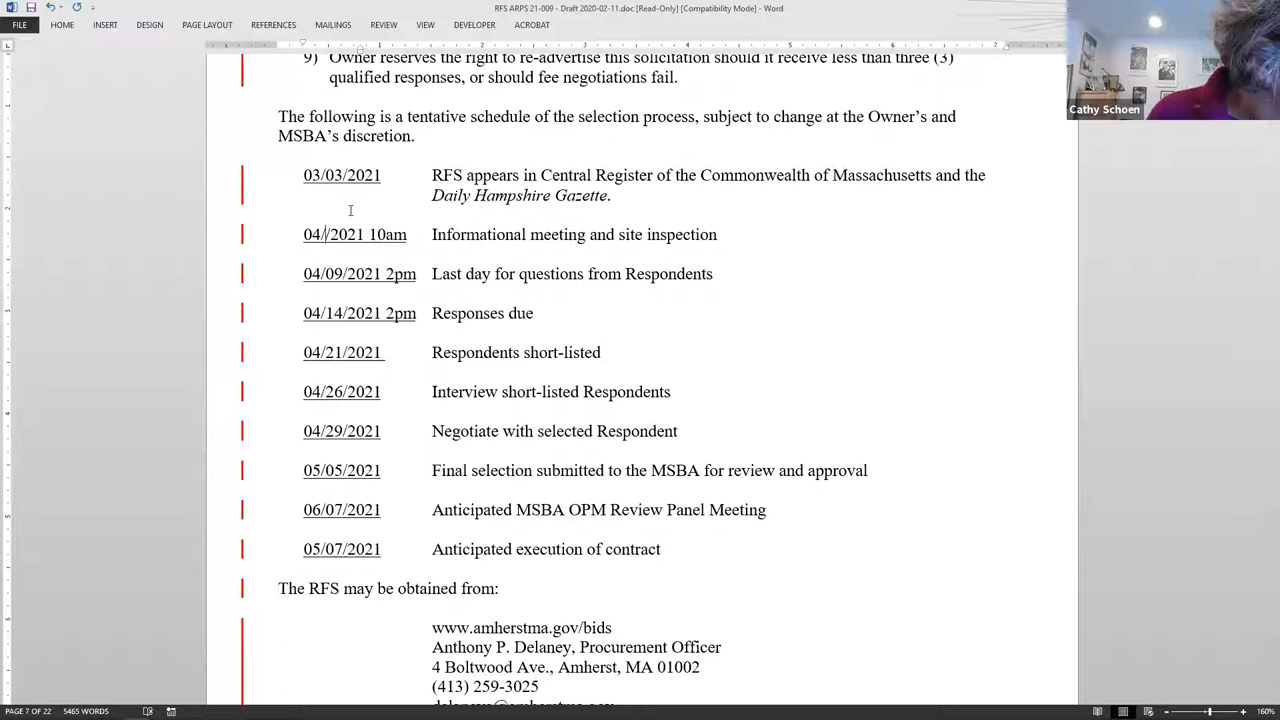 RFS ARPS 21-009 - Draft 2020-02-11.doc [Read-Only] [Compatibility Mode] - Word
FILE HOME INSERT DESIGN PAGE LAYOUT REFERENCES MAILINGS REVIEW VIEW DEVELOPER ACROBAT
9) Owner reserves the right to re-advertise this solicitation should it receive less than three (3)
qualified responses, or should fee negotiations fail.
Cathy Schoen
The following is a tentative schedule of the selection process, subject to change at the Owner's and
MSBA's discretion.
03/03/2021 RFS appears in Central Register of the Commonwealth of Massachusetts and the
Daily Hampshire Gazette.
04//2021 10am Informational meeting and site inspection
04/09/2021 2pm Last day for questions from Respondents
04/14/2021 2pm Responses due
04/21/2021 Respondents short-listed
04/26/2021 Interview short-listed Respondents
04/29/2021 Negotiate with selected Respondent
05/05/2021 Final selection submitted to the MSBA for review and approval
06/07/2021 Anticipated MSBA OPM Review Panel Meeting
05/07/2021 Anticipated execution of contract
The RFS may be obtained from:
www.amherstma.gov/bids
Anthony P. Delaney, Procurement Officer
4 Boltwood Ave., Amherst, MA 01002
(413) 259-3025
PAGE 7 OF 22 5465 WORDS 160%